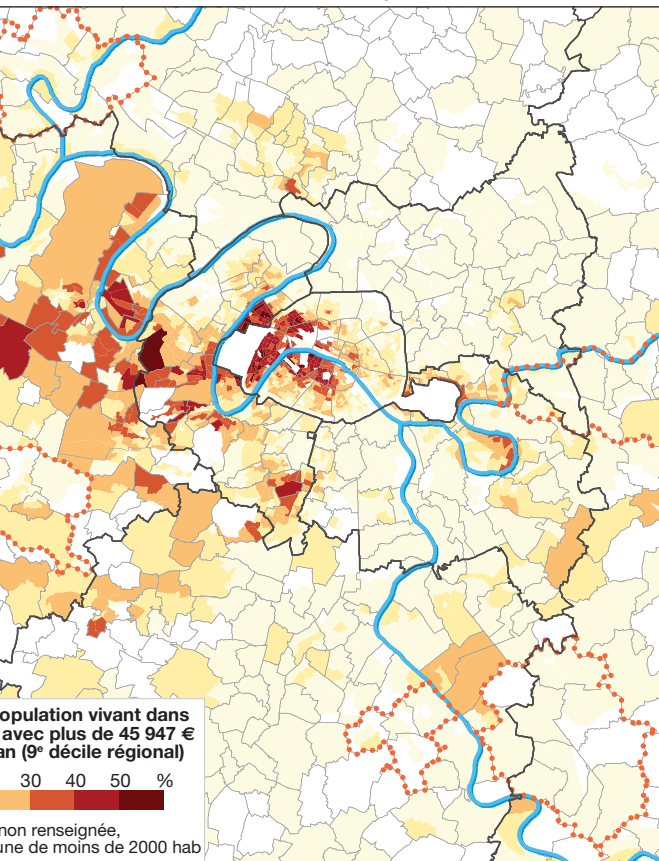 opulation vivant dans
avec plus de 45 947 €
an (9e décile régional)
30 40 50 %
non renseignée,
une de moins de 2000 hab